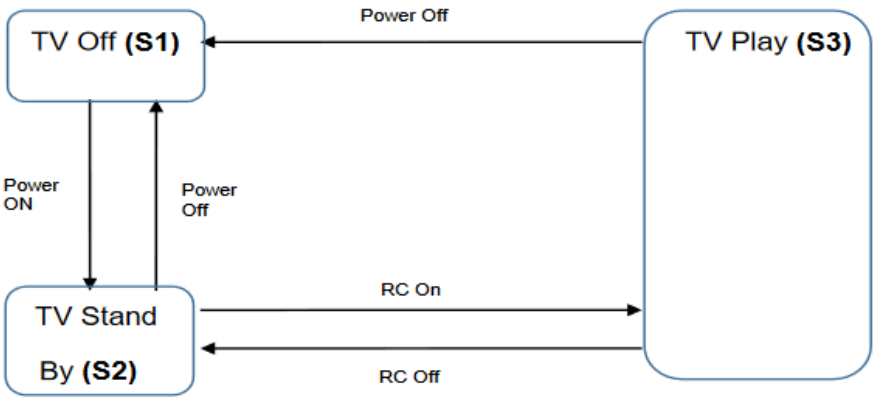 Power Off
TV Off (S1)
TV Play (S3)
Power
ON
Power
Off
RC On
TV Stand
By (S2)
RC Off